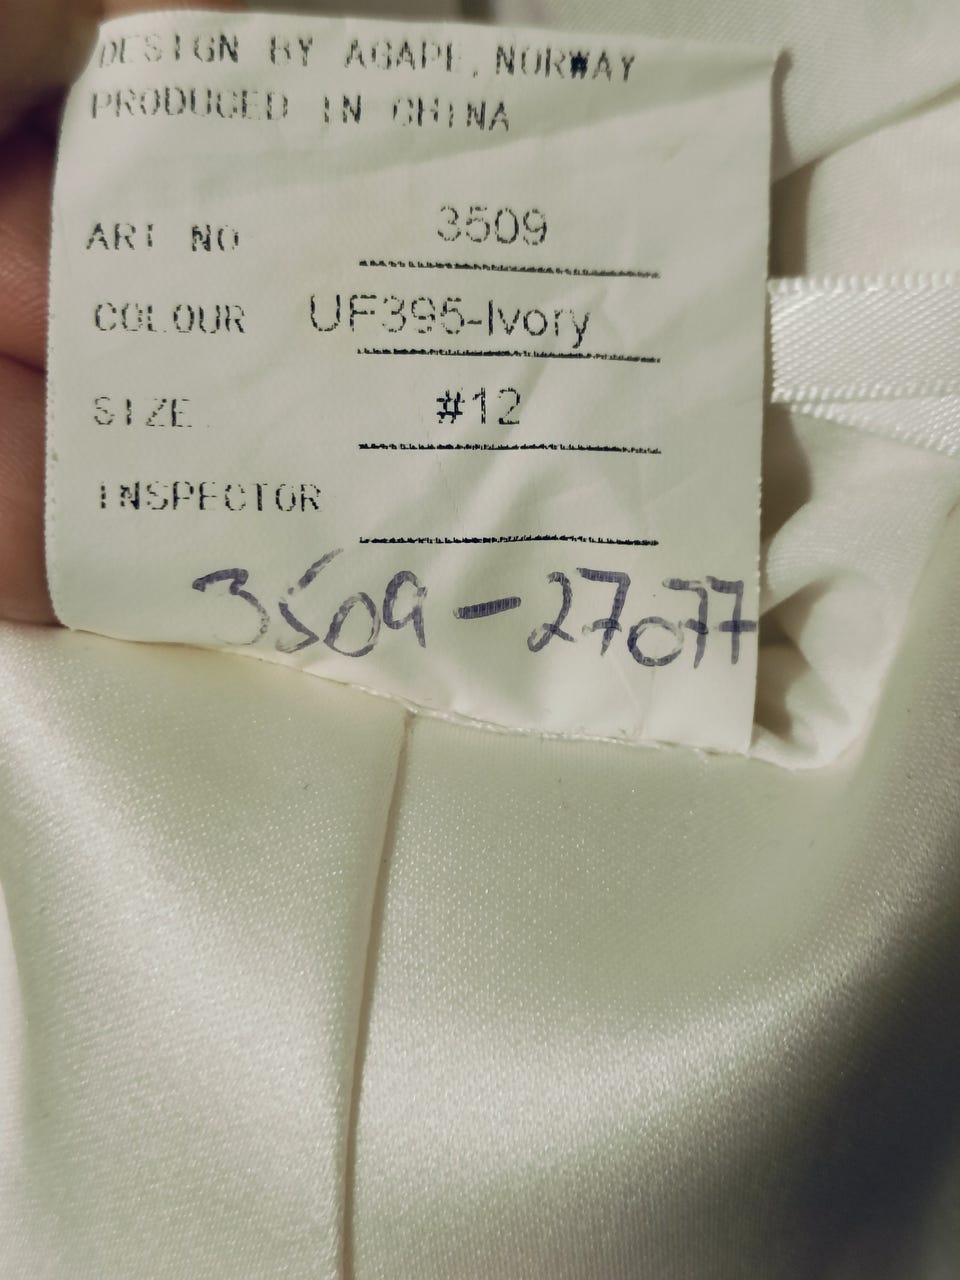 DESIGN BY AGAPE, NORWAY
PRODUCED IN CHINA
ART NO 3509
COLOUR UF395-Ivory
SIZE #12
INSPECTOR
3509-27077